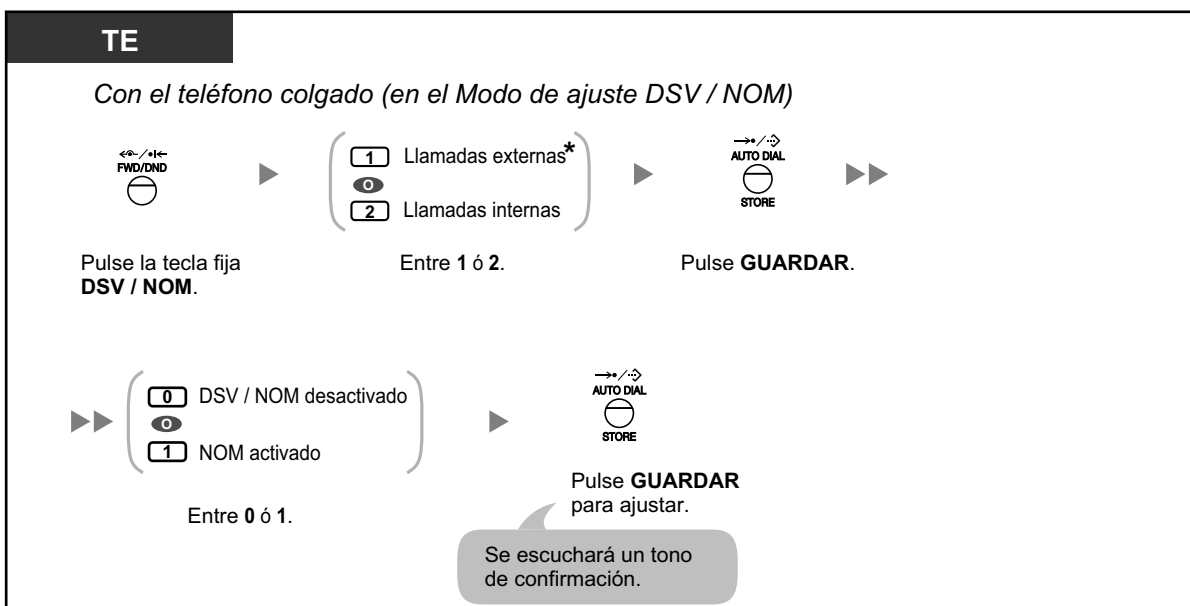 TE
Con el teléfono colgado (en el Modo de ajuste DSV / NOM)
FWD/DND
1 Llamadas externas*
O
2 Llamadas internas
AUTO DIAL
STORE
Pulse la tecla fija
DSV / NOM.
Entre 1 ó 2.
Pulse GUARDAR.
0 DSV / NOM desactivado
O
1 NOM activado
AUTO DIAL
STORE
Entre 0 ó 1.
Pulse GUARDAR
para ajustar.
Se escuchará un tono
de confirmación.